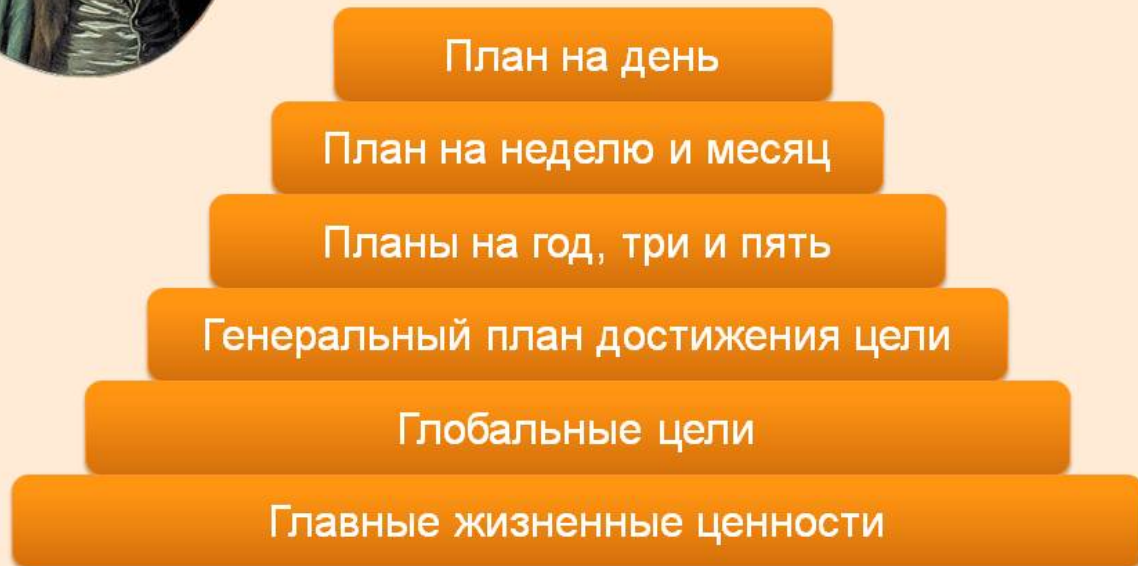 План на день
План на неделю и месяц
Планы на год, три и пять
Генеральный план достижения цели
Глобальные цели
Главные жизненные ценности